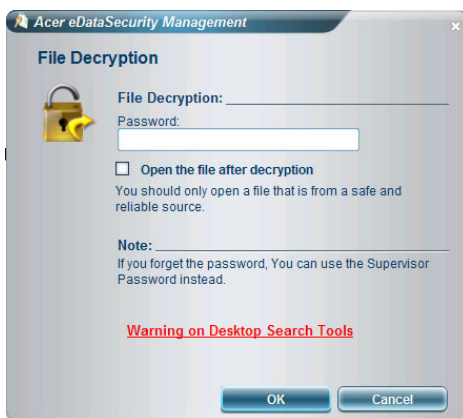 Acer eDataSecurity Management
x
File Decryption
File Decryption:
Password:
Open the file after decryption
You should only open a file that is from a safe and
reliable source.
Note:
If you forget the password, You can use the Supervisor
Password instead.
Warning on Desktop Search Tools
OK Cancel